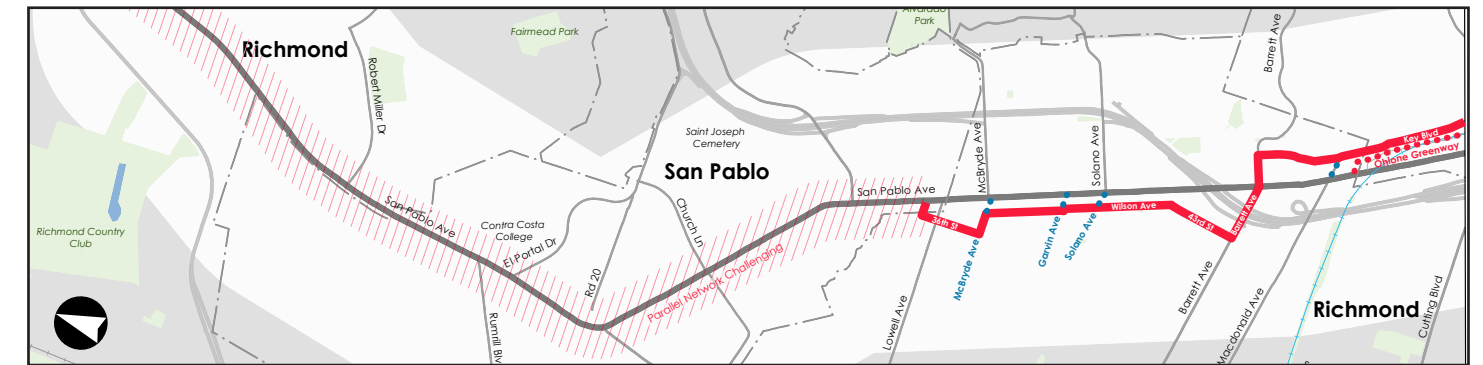 Alvarado
Park
Fairmead Park
Richmond
Robert Miller Dr
Barrett Ave
Saint Joseph
Cemetery
San Pablo
McBryde Ave
Solano Ave
Key Blvd
Ohlone Greenway
San Pablo Ave
San Pablo Ave
36th St
Wilson Ave
43rd St
Barrett Ave
Richmond Country
Club
Contra Costa
College
El Portal Dr
Church Ln
McBryde Ave
Garvin Ave
Solano Ave
Rd 20
Parallel Network Challenging
Rumrill Blv
Lowell Ave
Barrett Ave
Macdonald Ave
Richmond
Cutting Blvd